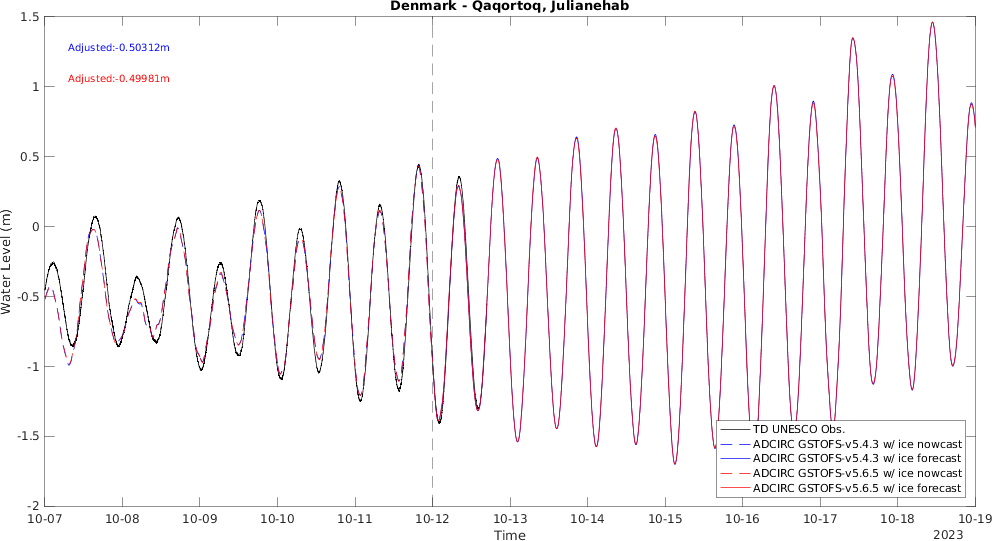 Denmark - Qaqortoq, Julianehab
Adjusted:-0.50312m
Adjusted:-0.49981m
Water Level (m)
1.5
1
0.5
0
-0.5
-1
-1.5
-2
TD UNESCO Obs.
ADCIRC GSTOFS-v5.4.3 w/ ice nowcast
ADCIRC GSTOFS-v5.4.3 w/ ice forecast
ADCIRC GSTOFS-v5.6.5 w/ ice nowcast
ADCIRC GSTOFS-v5.6.5 w/ ice forecast
10-07 10-08 10-09 10-10 10-11 10-12 10-13 10-14 10-15 10-16 10-17 10-18 10-19
Time
2023